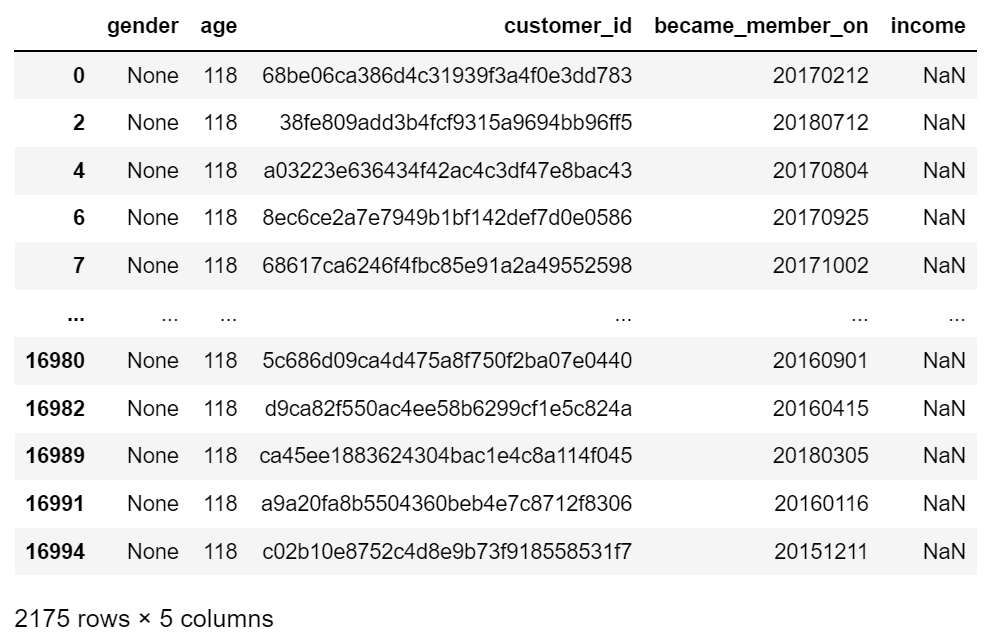 gender age customer_id became_member_on income
0 None 118 68be06ca386d4c31939f3a4f0e3dd783 20170212 NaN
2 None 118 38fe809add3b4fcf9315a9694bb96ff5 20180712 NaN
4 None 118 a03223e636434f42ac4c3df47e8bac43 20170804 NaN
6 None 118 8ec6ce2a7e7949b1bf142def7d0e0586 20170925 NaN
7 None 118 68617ca6246f4fbc85e91a2a49552598 20171002 NaN
... ... ... ... ... ...
16980 None 118 5c686d09ca4d475a8f750f2ba07e0440 20160901 NaN
16982 None 118 d9ca82f550ac4ee58b6299cf1e5c824a 20160415 NaN
16989 None 118 ca45ee1883624304bac1e4c8a114f045 20180305 NaN
16991 None 118 a9a20fa8b5504360beb4e7c8712f8306 20160116 NaN
16994 None 118 c02b10e8752c4d8e9b73f918558531f7 20151211 NaN
2175 rows × 5 columns